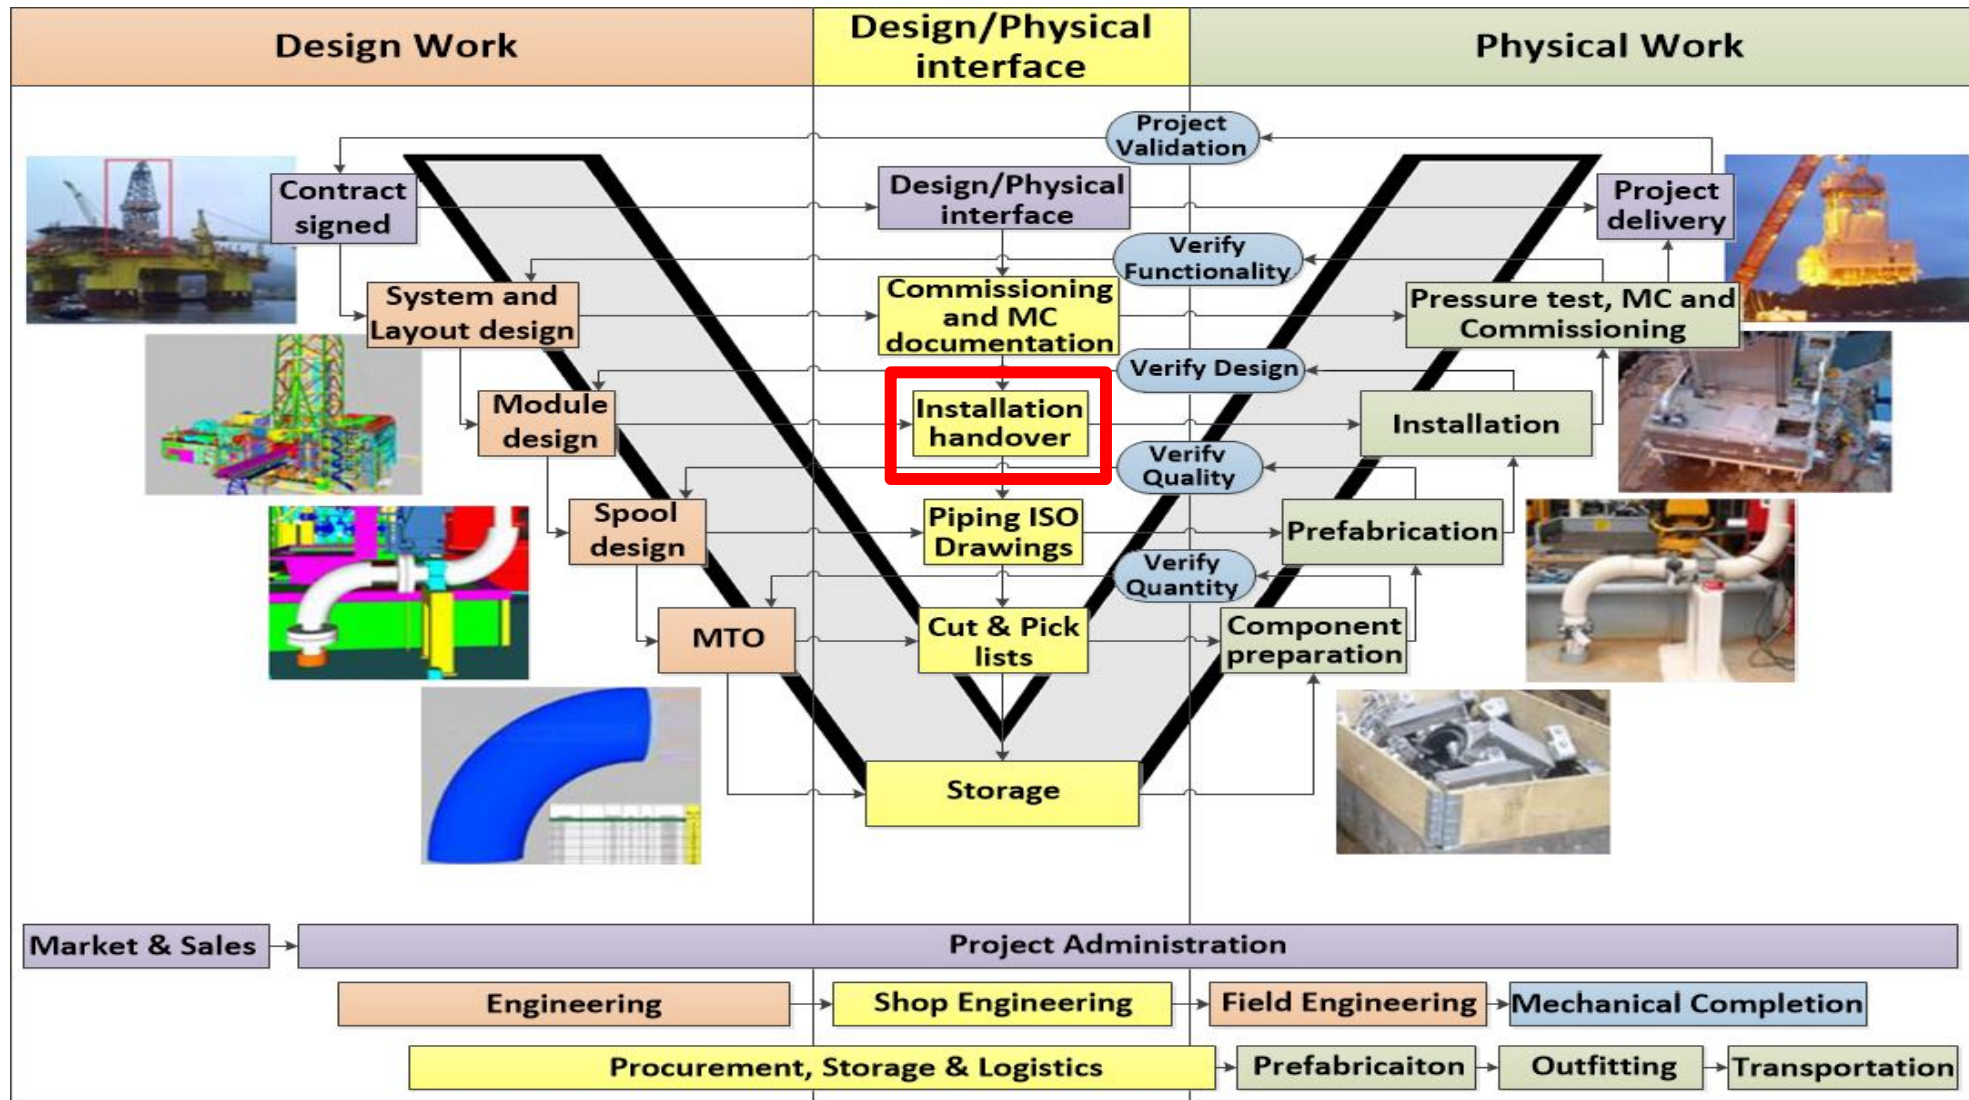 Design Work
Design/Physical
interface
Physical Work
Project
Validation
Contract
signed
Design/Physical
interface
Project
delivery
Verify
Functionality
System and
Layout design
Commissioning
and MC
documentation
Pressure test, MC and
Commissioning
Verify Design
Module
design
Installation
handover
Installation
Verify
Quality
Spool
design
Piping ISO
Drawings
Prefabrication
Verify
Quantity
MTO
Cut & Pick
lists
Component
preparation
Storage
Market & Sales
Project Administration
Engineering
Shop Engineering
Field Engineering
Mechanical Completion
Procurement, Storage & Logistics
Prefabricaiton
Outfitting
Transportation